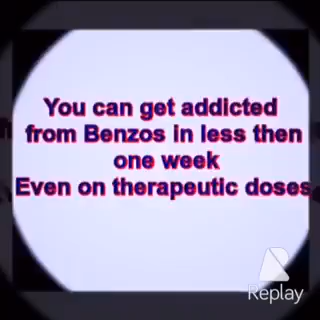 You can get addicted
from Benzos in less then
one week
Even on therapeutic doses
Replay